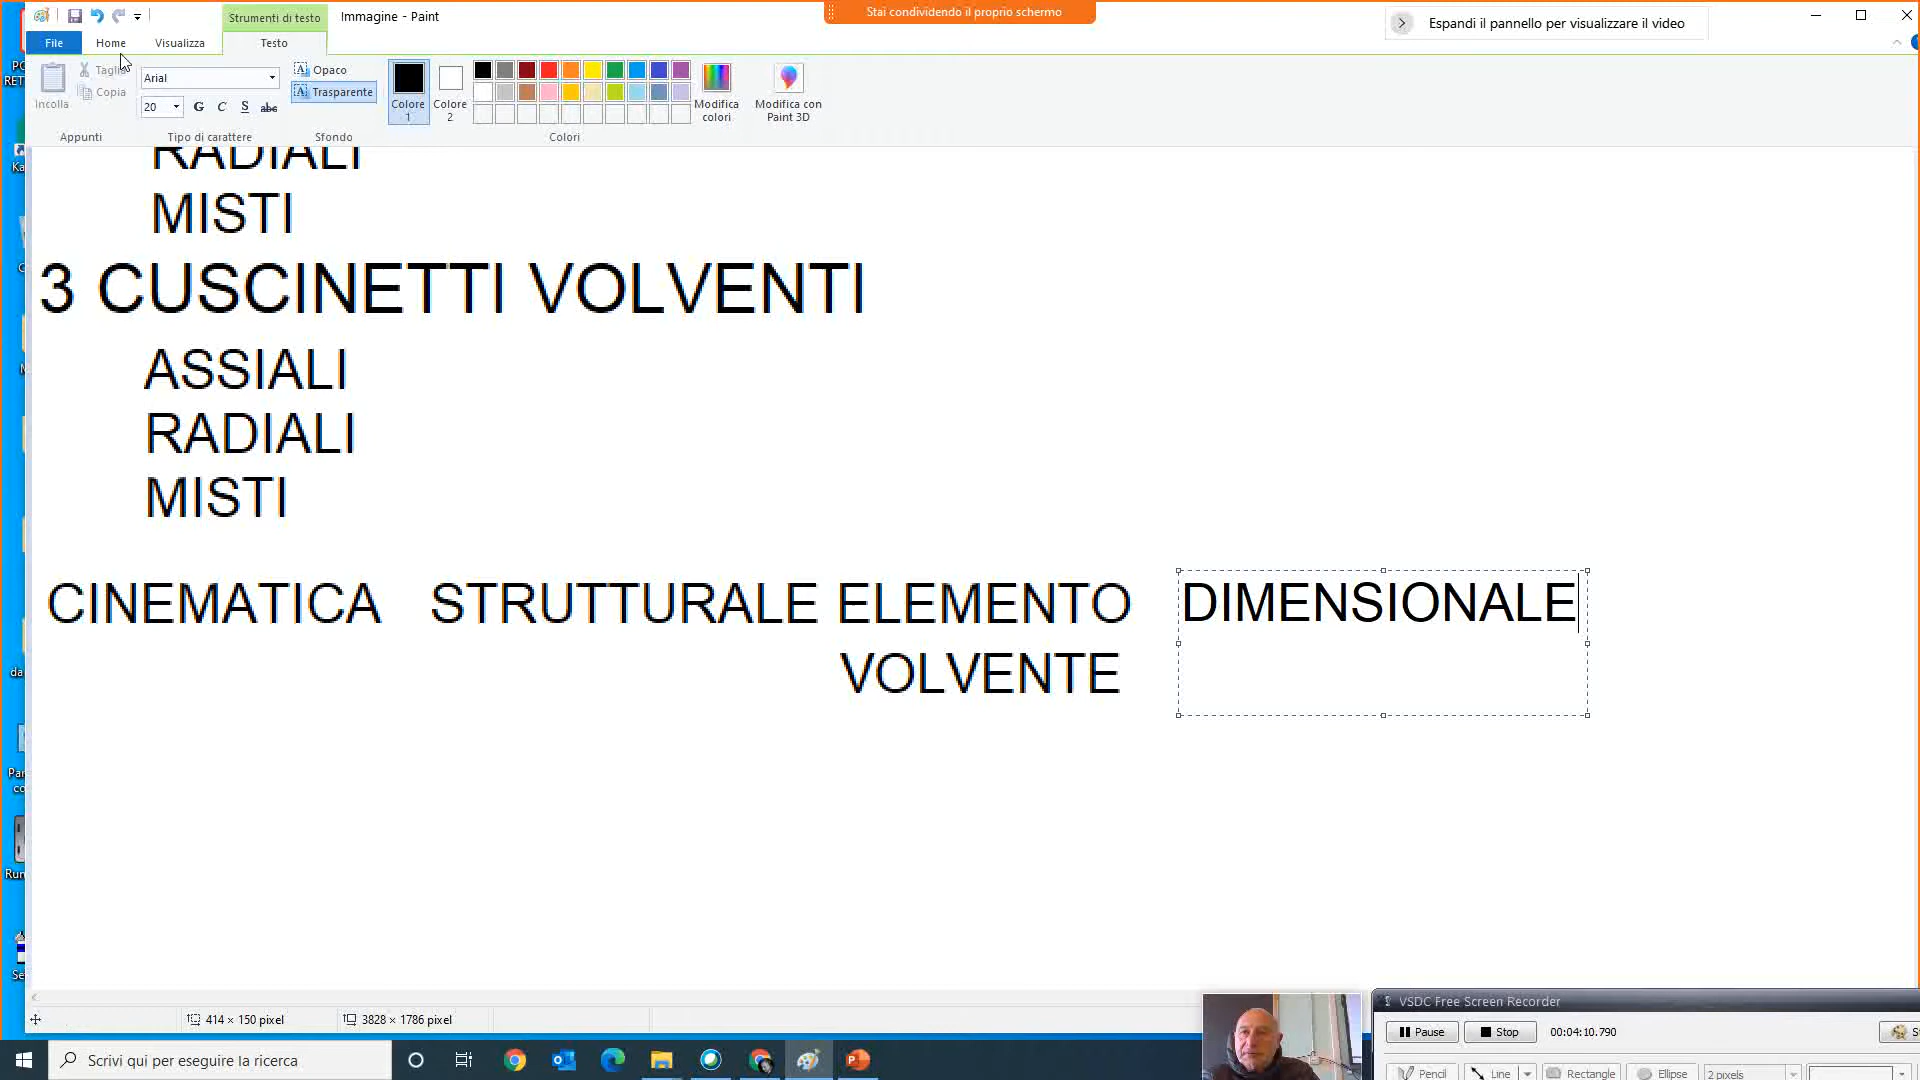 Stai condividendo il proprio schermo
Strumenti di testo
Immagine - Paint
Espandi il pannello per visualizzare il video
File
Home
Visualizza
Testo
Incolla
Taglia
Copia
Arial
20
G C S abc
Opaco
Trasparente
Colore 1
Colore 2
Modifica colori
Modifica con Paint 3D
Appunti
Tipo di carattere
Sfondo
Colori
RADIALI
MISTI
3 CUSCINETTI VOLVENTI
ASSIALI
RADIALI
MISTI
CINEMATICA STRUTTURALE ELEMENTO DIMENSIONALE
VOLVENTE
414 × 150 pixel
3828 × 1786 pixel
VSDC Free Screen Recorder
Pause
Stop
00:04:10.790
Pencil
Line
Rectangle
Ellipse
2 pixels
Scrivi qui per eseguire la ricerca